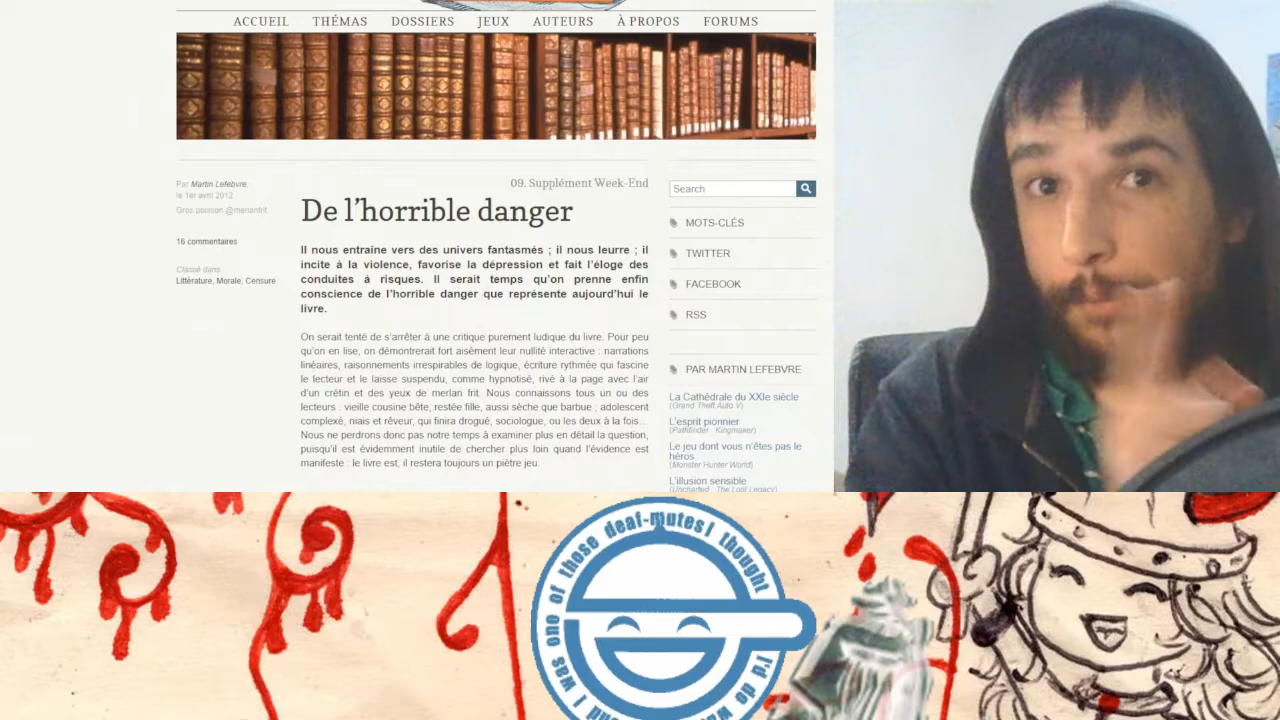 ACCUEIL THÉMAS DOSSIERS JEUX AUTEURS À PROPOS FORUMS
Par Martin Lefebvre,
le 1er avril 2012
Gros poisson @merlanfrit
16 commentaires
Classé dans
Littérature, Morale, Censure
09. Supplément Week-End
De l'horrible danger
Il nous entraîne vers des univers fantasmés ; il nous leurre ; il
incite à la violence, favorise la dépression et fait l'éloge des
conduites à risques. Il serait temps qu'on prenne enfin
conscience de l'horrible danger que représente aujourd'hui le
livre.
On serait tenté de s'arrêter à une critique purement ludique du livre. Pour peu
qu'on en lise, on démontrerait fort aisément leur nullité interactive : narrations
linéaires, raisonnements irrespirables de logique, écriture rythmée qui fascine
le lecteur et le laisse suspendu, comme hypnotisé, rivé à la page avec l'air
d'un crétin et des yeux de merlan frit. Nous connaissons tous un ou des
lecteurs : vieille cousine bête, restée fille, aussi sèche que barbue ; adolescent
complexé, niais et rêveur, qui finira drogué, sociologue, ou les deux à la fois…
Nous ne perdrons donc pas notre temps à examiner plus en détail la question,
puisqu'il est évidemment inutile de chercher plus loin quand l'évidence est
manifeste : le livre est, il restera toujours un piètre jeu.
Search
MOTS-CLÉS
TWITTER
FACEBOOK
RSS
PAR MARTIN LEFEBVRE
La Cathédrale du XXIe siècle
(Grand Theft Auto V)
L'esprit pionnier
(Pathfinder : Kingmaker)
Le jeu dont vous n'êtes pas le
héros
(Monster Hunter World)
L'illusion sensible
(Uncharted : The Lost Legacy)
I was one of those deaf-mutes I thought I'd be